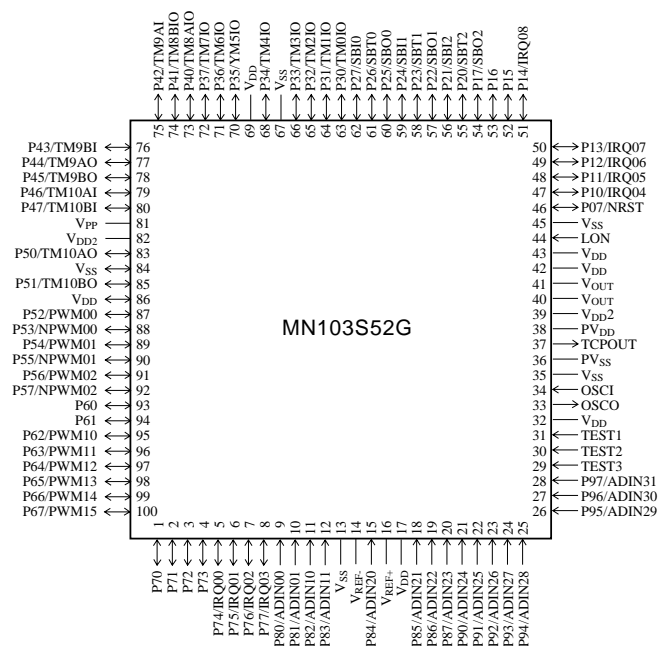 P42/TM9AI
P41/TM8BIO
P40/TM8AIO
P37/TM7IO
P36/TM6IO
P35/YM5IO
VDD
P34/TM4IO
VSS
P33/TM3IO
P32/TM2IO
P31/TM1IO
P30/TM0IO
P27/SBI0
P26/SBT0
P25/SBO0
P24/SBI1
P23/SBT1
P22/SBO1
P21/SBI2
P20/SBT2
P17/SBO2
P16
P15
P14/IRQ08
75 74 73 72 71 70 69 68 67 66 65 64 63 62 61 60 59 58 57 56 55 54 53 52 51
P43/TM9BI 76
P44/TM9AO 77
P45/TM9BO 78
P46/TM10AI 79
P47/TM10BI 80
VPP 81
VDD2 82
P50/TM10AO 83
VSS 84
P51/TM10BO 85
VDD 86
P52/PWM00 87
P53/NPWM00 88
P54/PWM01 89
P55/NPWM01 90
P56/PWM02 91
P57/NPWM02 92
P60 93
P61 94
P62/PWM10 95
P63/PWM11 96
P64/PWM12 97
P65/PWM13 98
P66/PWM14 99
P67/PWM15 100
MN103S52G
50 P13/IRQ07
49 P12/IRQ06
48 P11/IRQ05
47 P10/IRQ04
46 P07/NRST
45 VSS
44 LON
43 VDD
42 VDD
41 VOUT
40 VOUT
39 VDD2
38 PVDD
37 TCPOUT
36 PVSS
35 VSS
34 OSCI
33 OSCO
32 VDD
31 TEST1
30 TEST2
29 TEST3
28 P97/ADIN31
27 P96/ADIN30
26 P95/ADIN29
1 2 3 4 5 6 7 8 9 10 11 12 13 14 15 16 17 18 19 20 21 22 23 24 25
P70
P71
P72
P73
P74/IRQ00
P75/IRQ01
P76/IRQ02
P77/IRQ03
P80/ADIN00
P81/ADIN01
P82/ADIN10
P83/ADIN11
VSS
VREF-
P84/ADIN20
VREF+
VDD
P85/ADIN21
P86/ADIN22
P87/ADIN23
P90/ADIN24
P91/ADIN25
P92/ADIN26
P93/ADIN27
P94/ADIN28